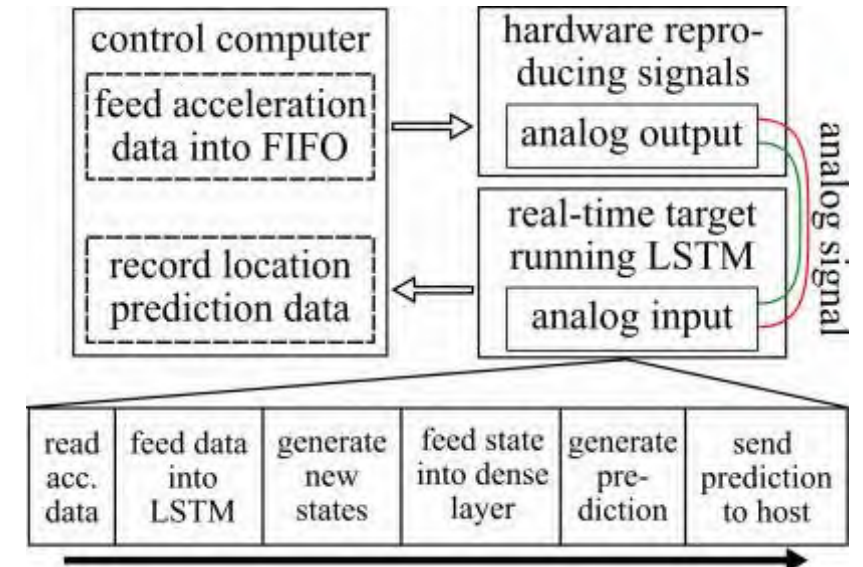 control computer
feed acceleration
data into FIFO
record location
prediction data
hardware repro-
ducing signals
analog output
real-time target
running LSTM
analog input
analog signal
read
acc.
data
feed data
into
LSTM
generate
new
states
feed state
into dense
layer
generate
pre-
diction
send
prediction
to host